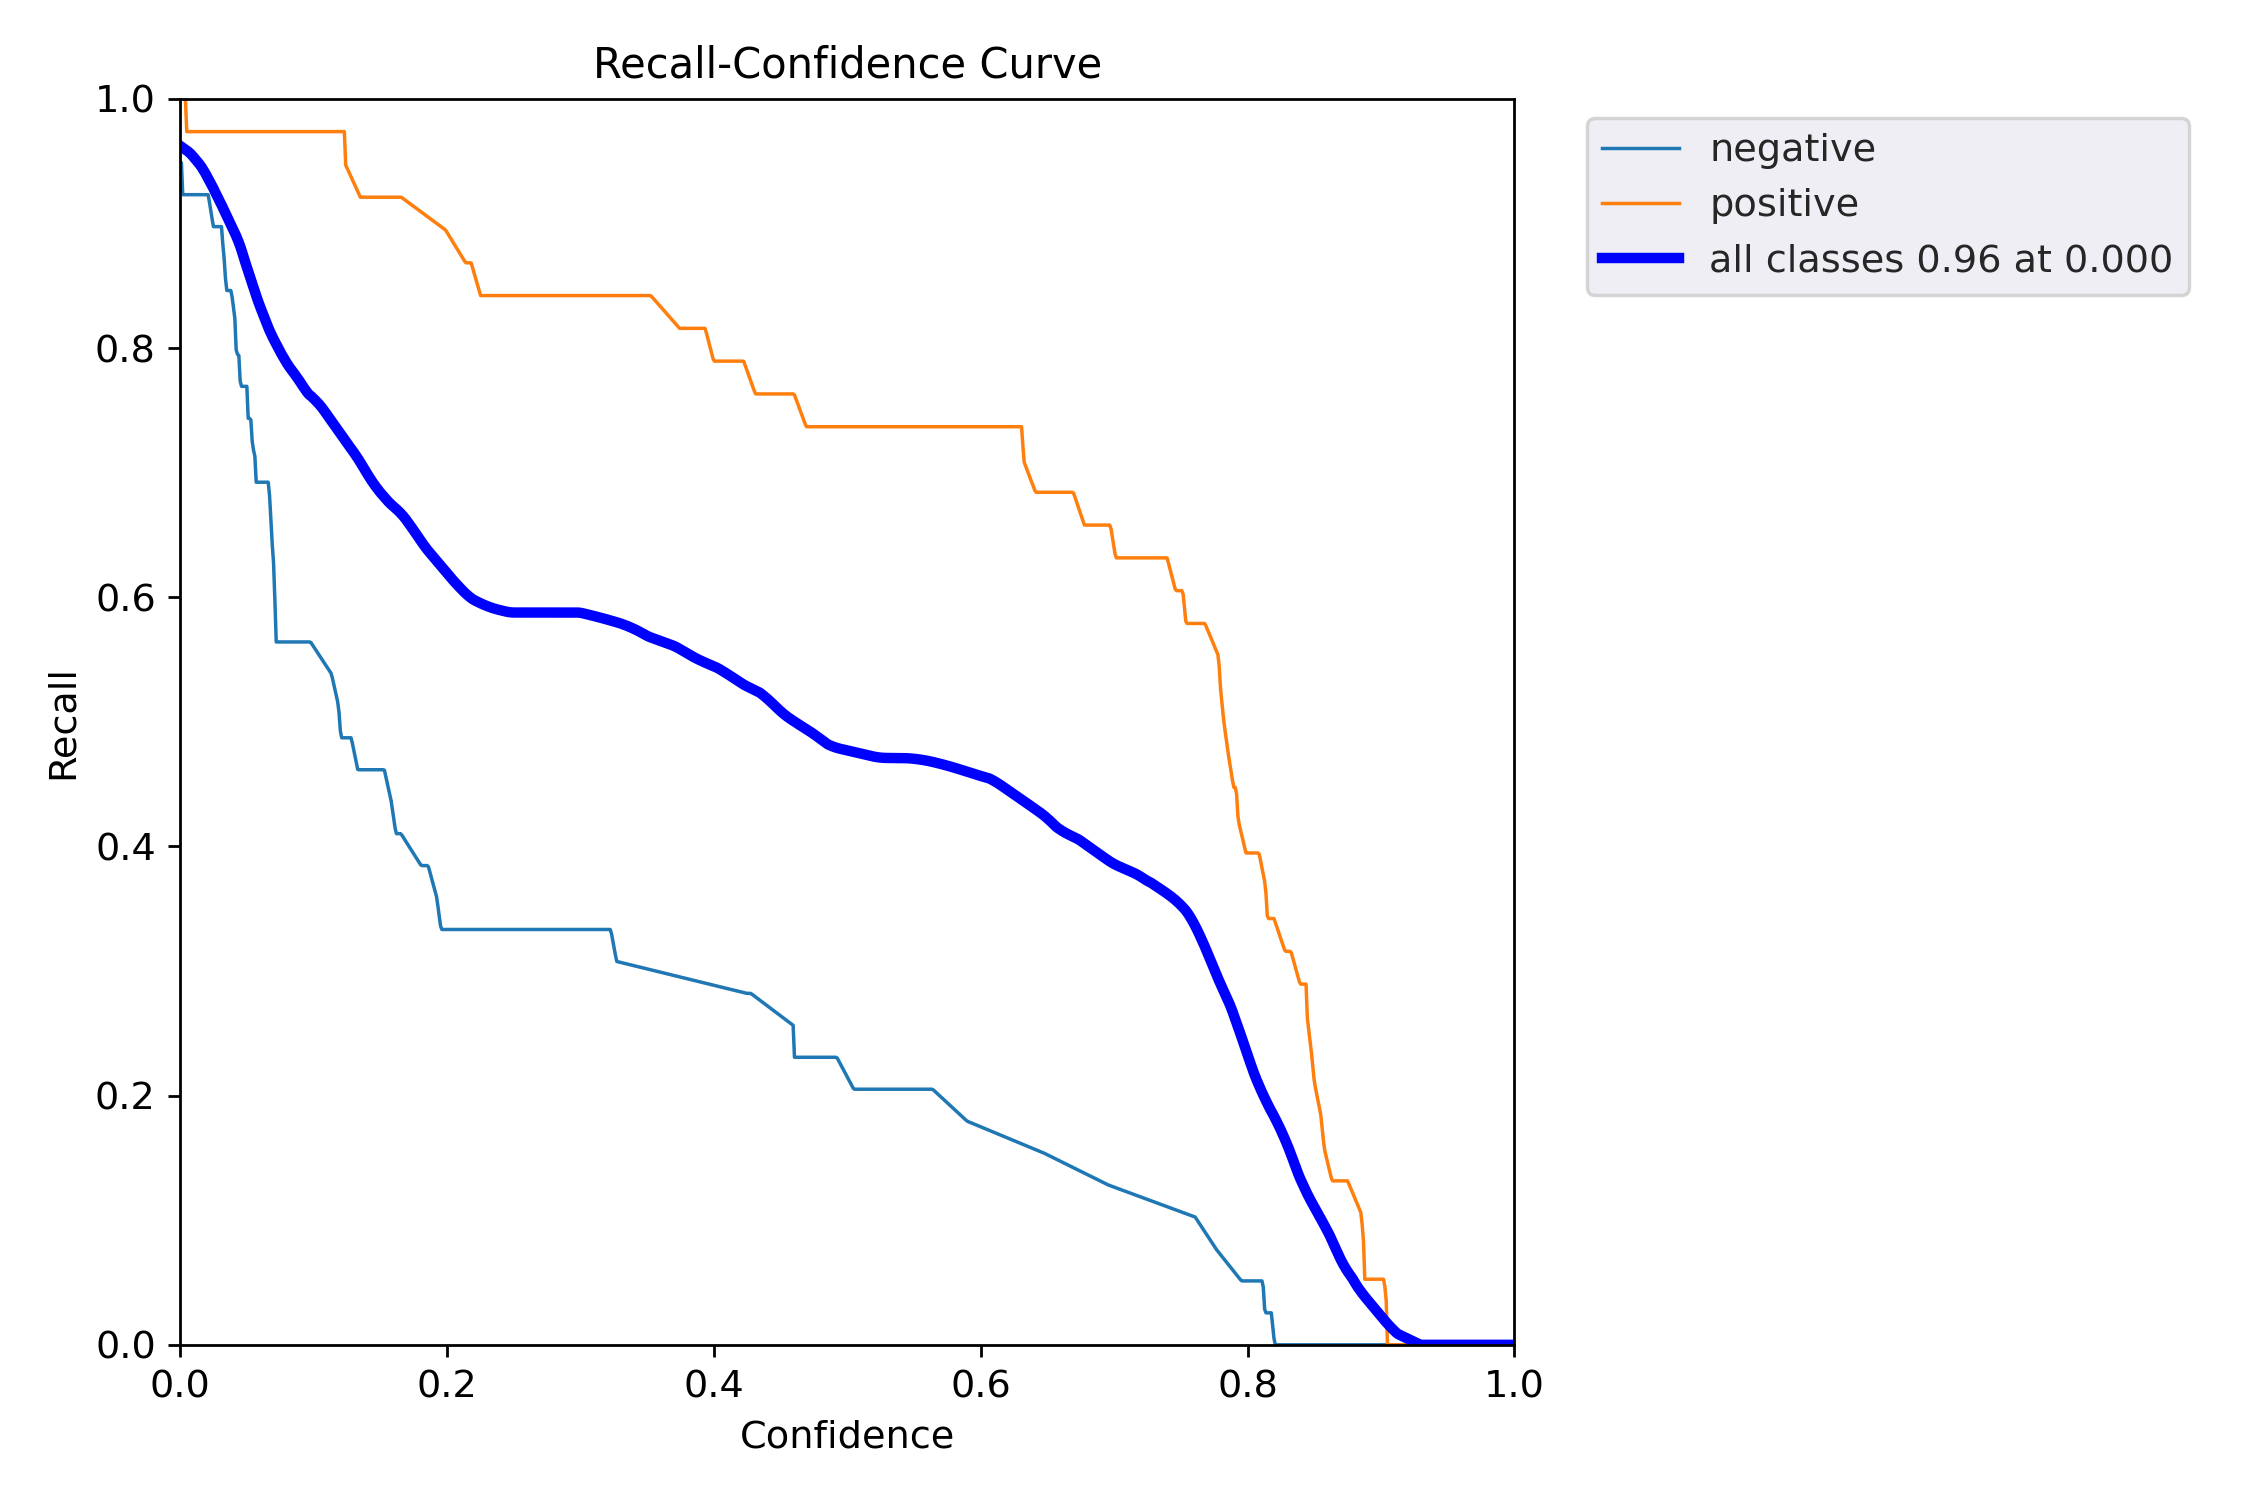 Recall-Confidence Curve
1.0
0.8
0.6
0.4
0.2
0.0
Recall
0.0 0.2 0.4 0.6 0.8 1.0
Confidence
negative
positive
all classes 0.96 at 0.000